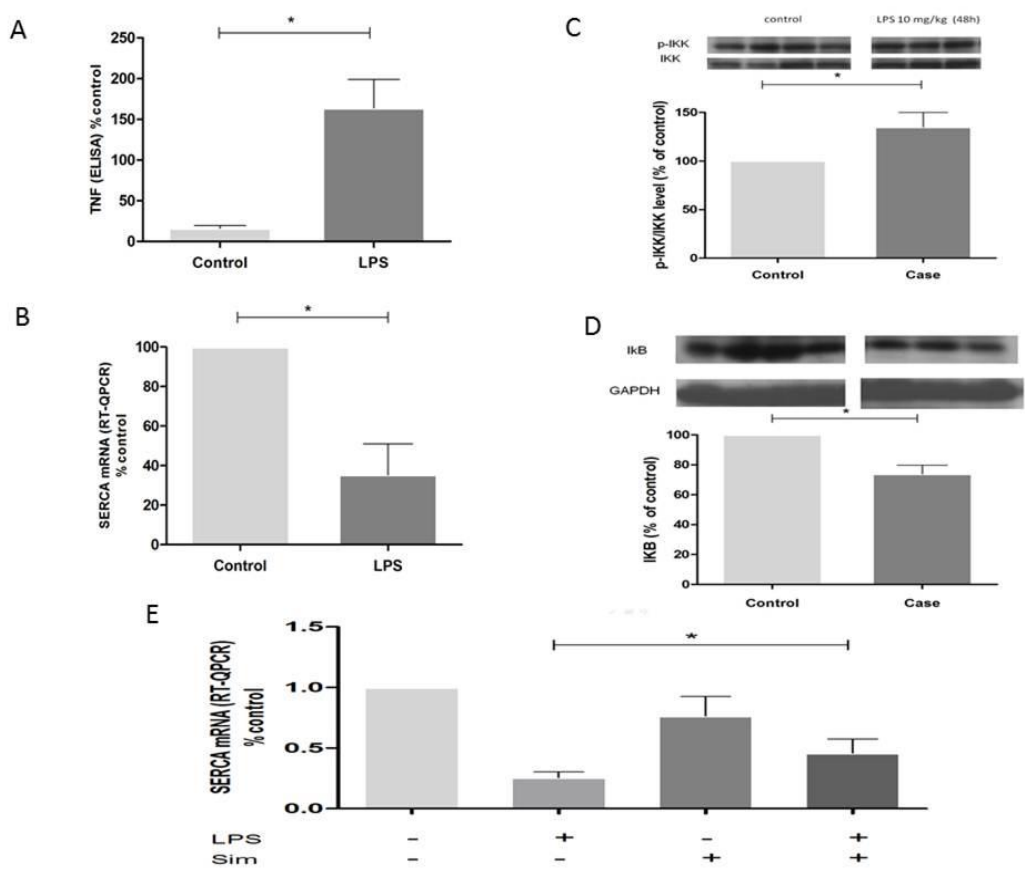 A
*
TNF (ELISA) % control
250
200
150
100
50
0
Control
LPS
B
*
SERCA mRNA (RT-QPCR)
% control
100
80
60
40
20
0
Control
LPS
C
control
LPS 10 mg/kg (48h)
p-IKK
IKK
*
p-IKK/IKK level (% of control)
150
100
50
0
Control
Case
D
IkB
GAPDH
*
IKB (% of control)
100
80
60
40
20
0
Control
Case
E
*
SERCA mRNA (RT-QPCR)
% control
1.5
1.0
0.5
0.0
LPS - + - +
Sim - - + +